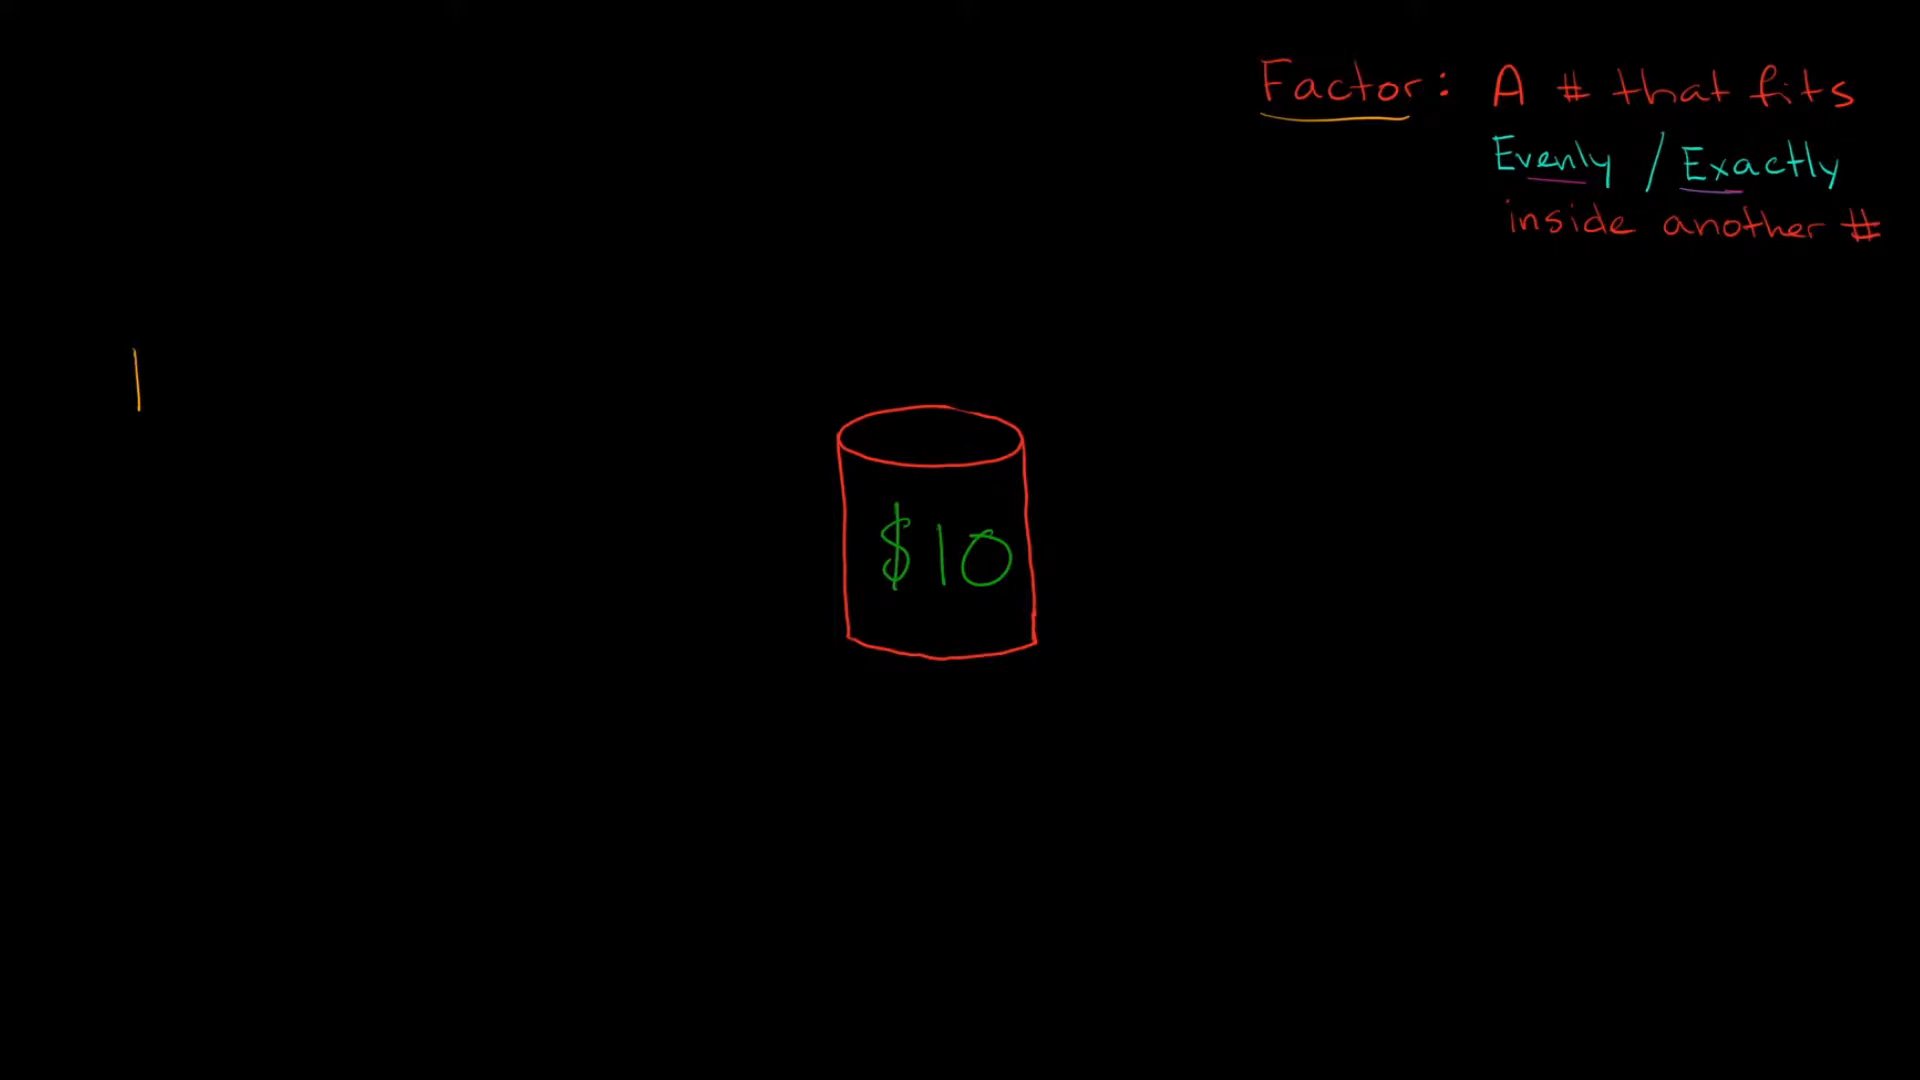 Factor: A # that fits
Evenly / Exactly
inside another #
$10